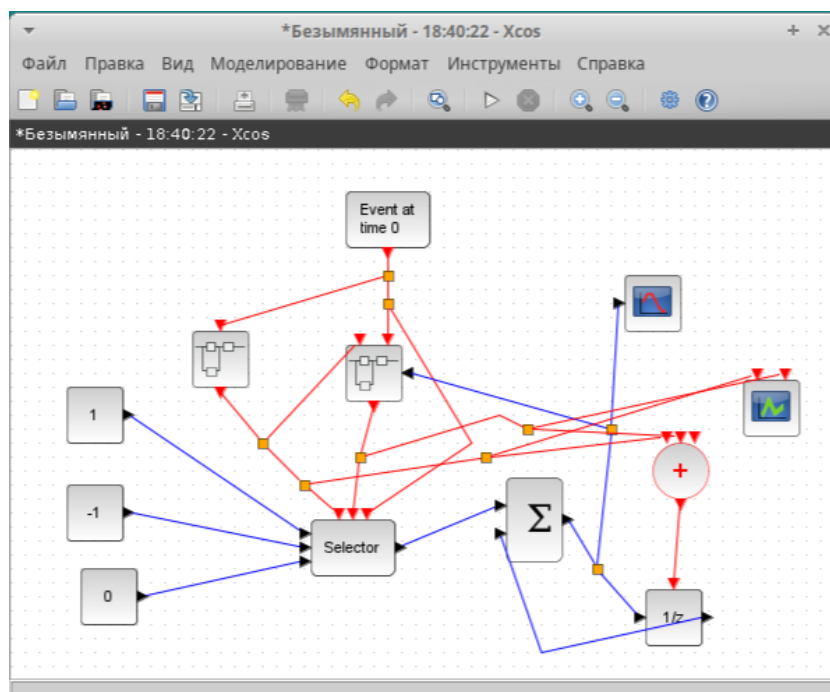 *Безымянный - 18:40:22 - Xcos
Файл Правка Вид Моделирование Формат Инструменты Справка
*Безымянный - 18:40:22 - Xcos
Event at
time 0
1
-1
0
Selector
Σ
+
1/z